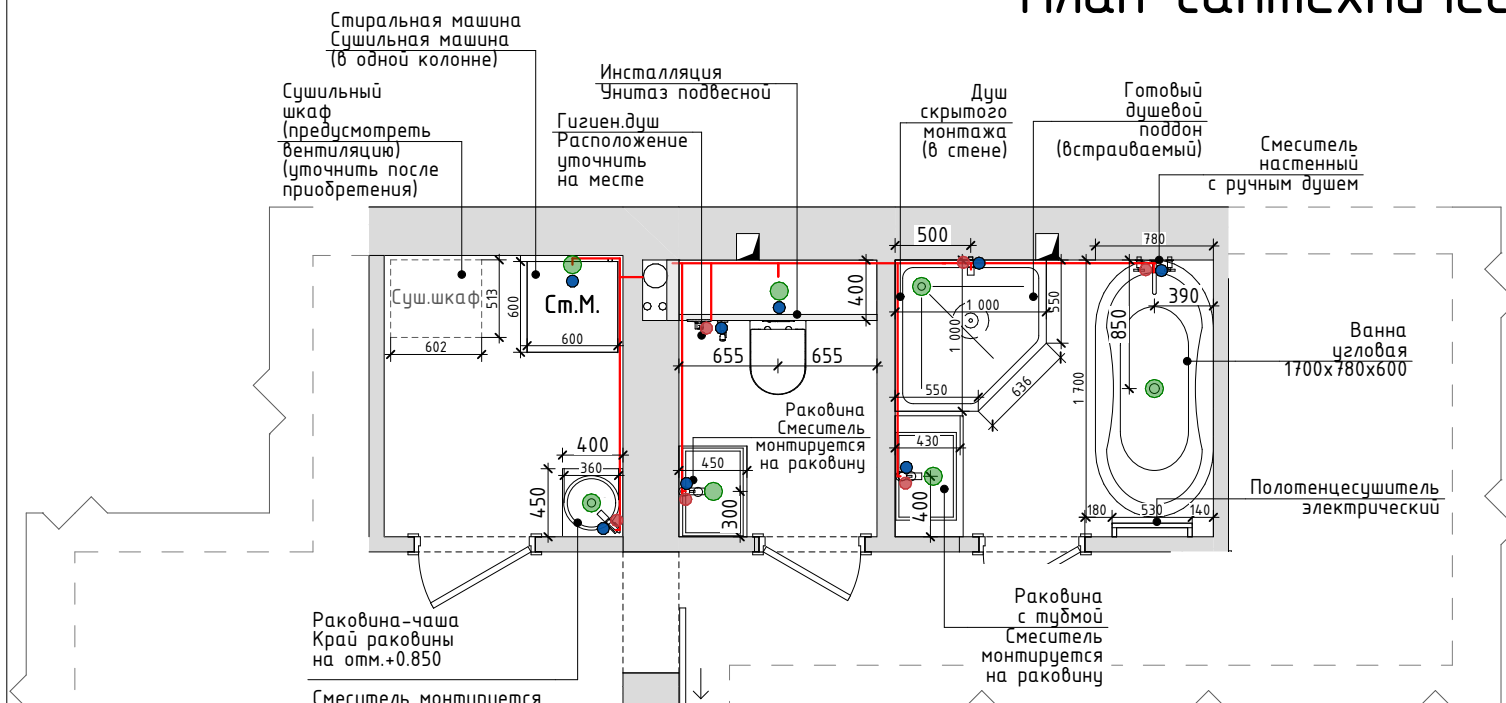 План сантехничес
Стиральная машина
Сушильная машина
(в одной колонне)
Сушильный
шкаф
(предусмотреть
вентиляцию)
(уточнить после
приобретения)
Инсталляция
Унитаз подвесной
Гигиен.душ
Расположение
уточнить
на месте
Душ
скрытого
монтажа
(в стене)
Готовый
душевой
поддон
(встраиваемый)
Смеситель
настенный
с ручным душем
500
780
Суш.шкаф
513
600
Ст.М.
600
602
400
1 000
1 000
550
550
636
850
390
655
655
1 700
Ванна
угловая
1700х780х600
Раковина
Смеситель
монтируется
на раковину
400
360
450
450
300
430
400
180
530
140
Полотенцесушитель
электрический
Раковина-чаша
Край раковины
на отм.+0.850
Смеситель монтируется
Раковина
с тумбой
Смеситель
монтируется
на раковину